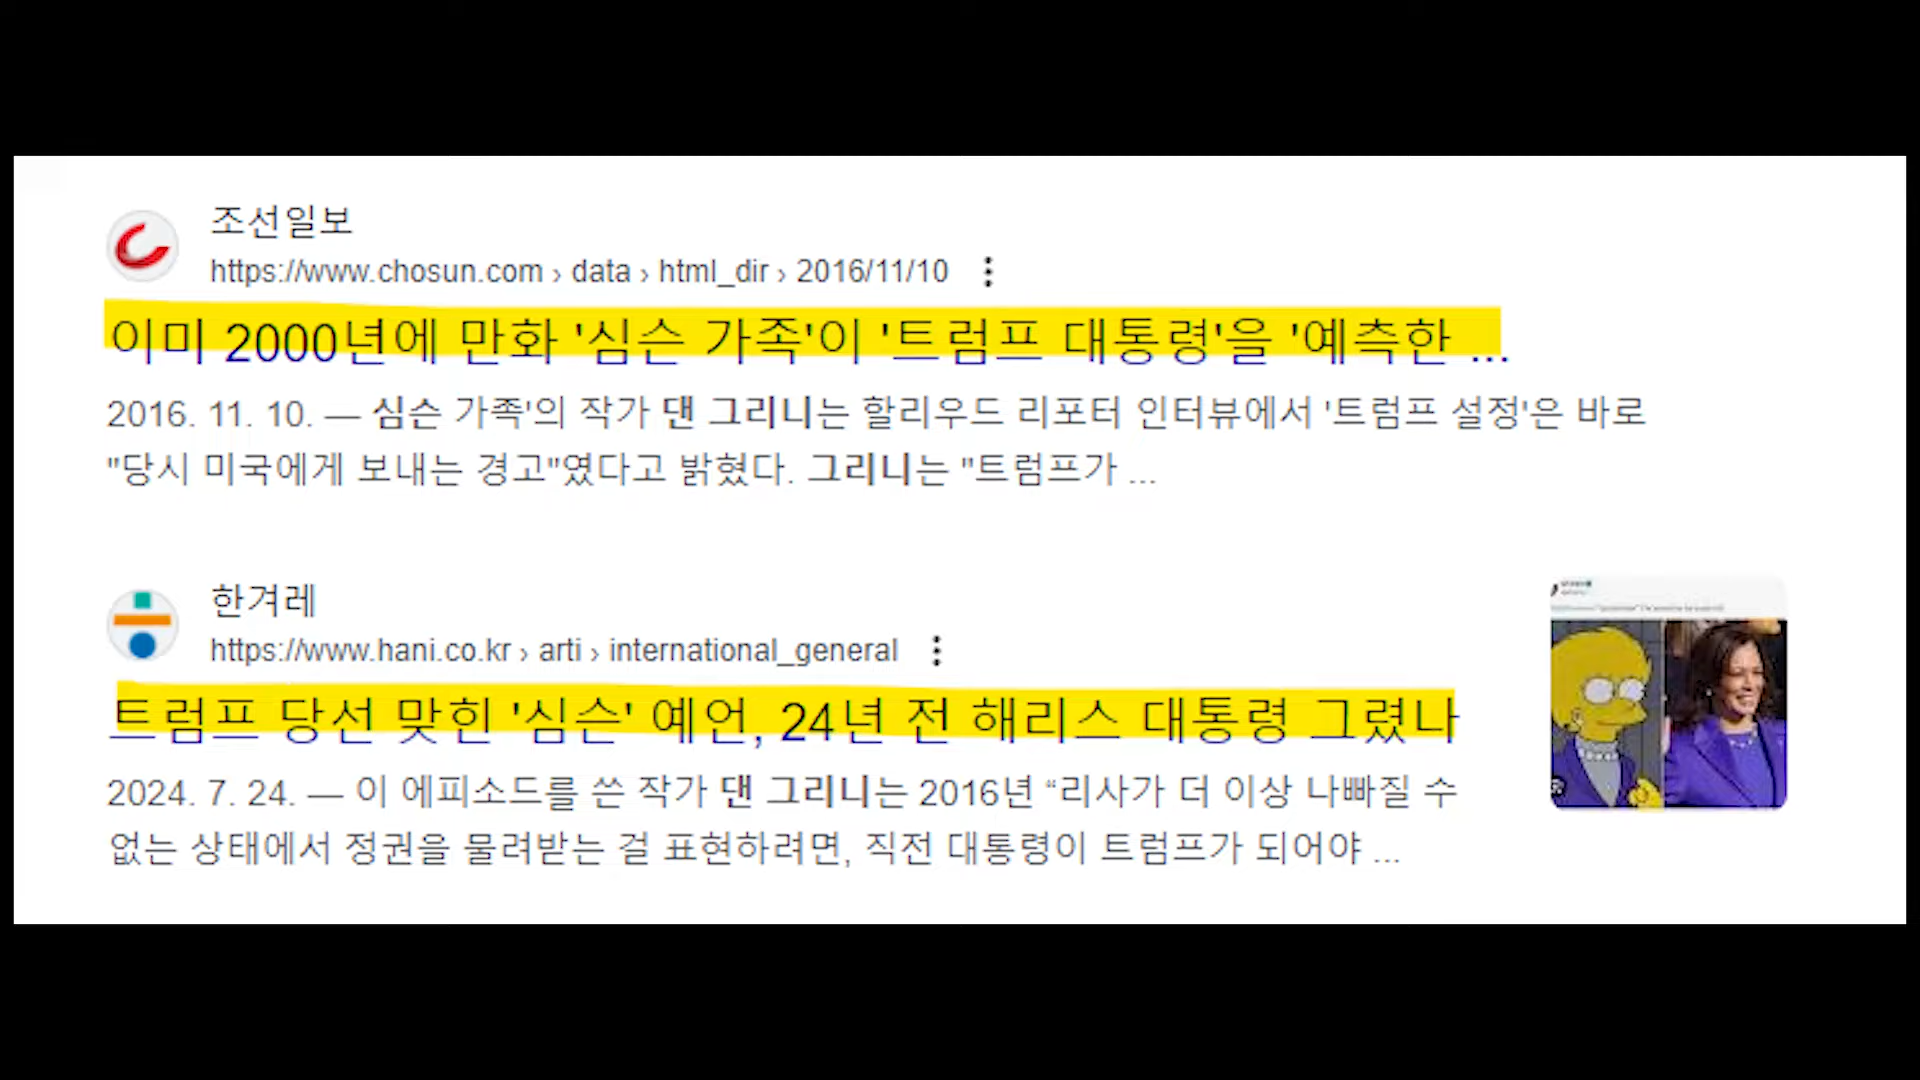 조선일보
https://www.chosun.com › data › html_dir › 2016/11/10
이미 2000년에 만화 '심슨 가족'이 '트럼프 대통령'을 '예측한 ...
2016. 11. 10. — 심슨 가족'의 작가 댄 그리니는 할리우드 리포터 인터뷰에서 '트럼프 설정'은 바로
"당시 미국에게 보내는 경고"였다고 밝혔다. 그리니는 "트럼프가 ...
한겨레
https://www.hani.co.kr › arti › international_general
트럼프 당선 맞힌 '심슨' 예언, 24년 전 해리스 대통령 그렸나
2024. 7. 24. — 이 에피소드를 쓴 작가 댄 그리니는 2016년 “리사가 더 이상 나빠질 수
없는 상태에서 정권을 물려받는 걸 표현하려면, 직전 대통령이 트럼프가 되어야 ...